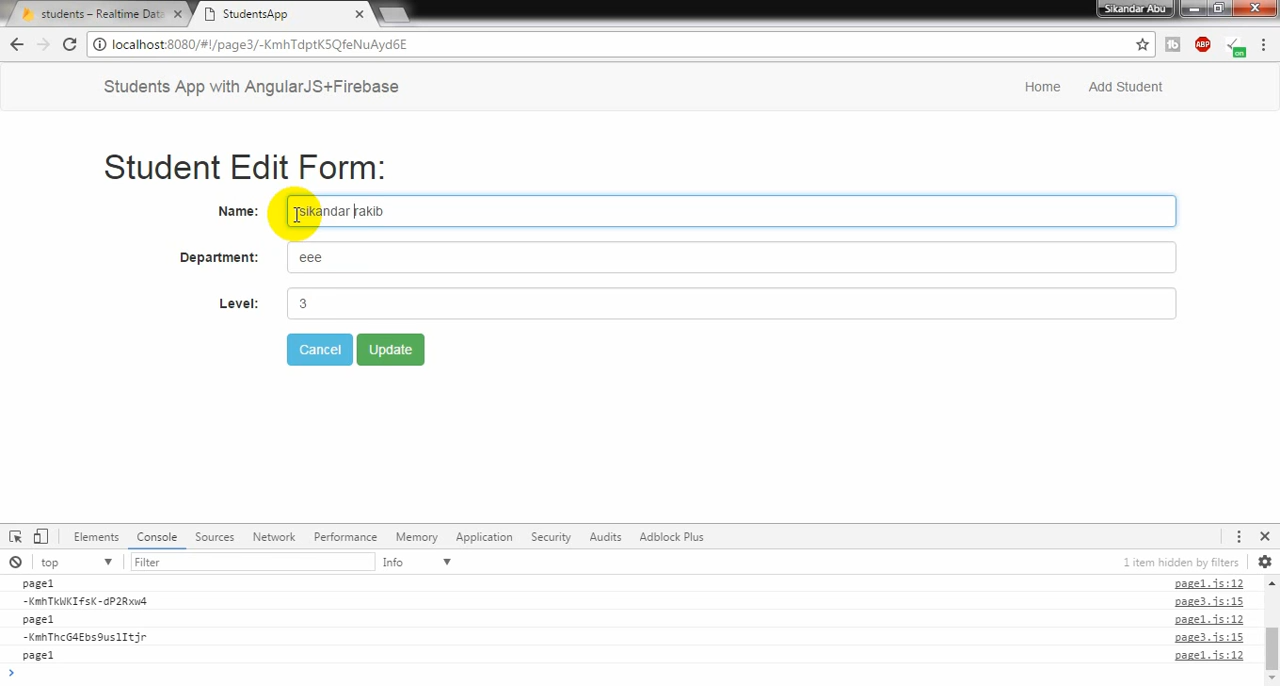 students – Realtime Data
StudentsApp
Sikandar Abu
localhost:8080/#!/page3/-KmhTdptK5QfeNuAyd6E
ABP
on
Students App with AngularJS+Firebase
Home
Add Student
Student Edit Form:
Name: sikandar rakib
Department: eee
Level: 3
Cancel Update
Elements Console Sources Network Performance Memory Application Security Audits Adblock Plus
top Filter Info 1 item hidden by filters
page1 page1.js:12
-KmhTkWKIfsK-dP2Rxw4 page3.js:15
page1 page1.js:12
-KmhThcG4Ebs9uslItjr page3.js:15
page1 page1.js:12